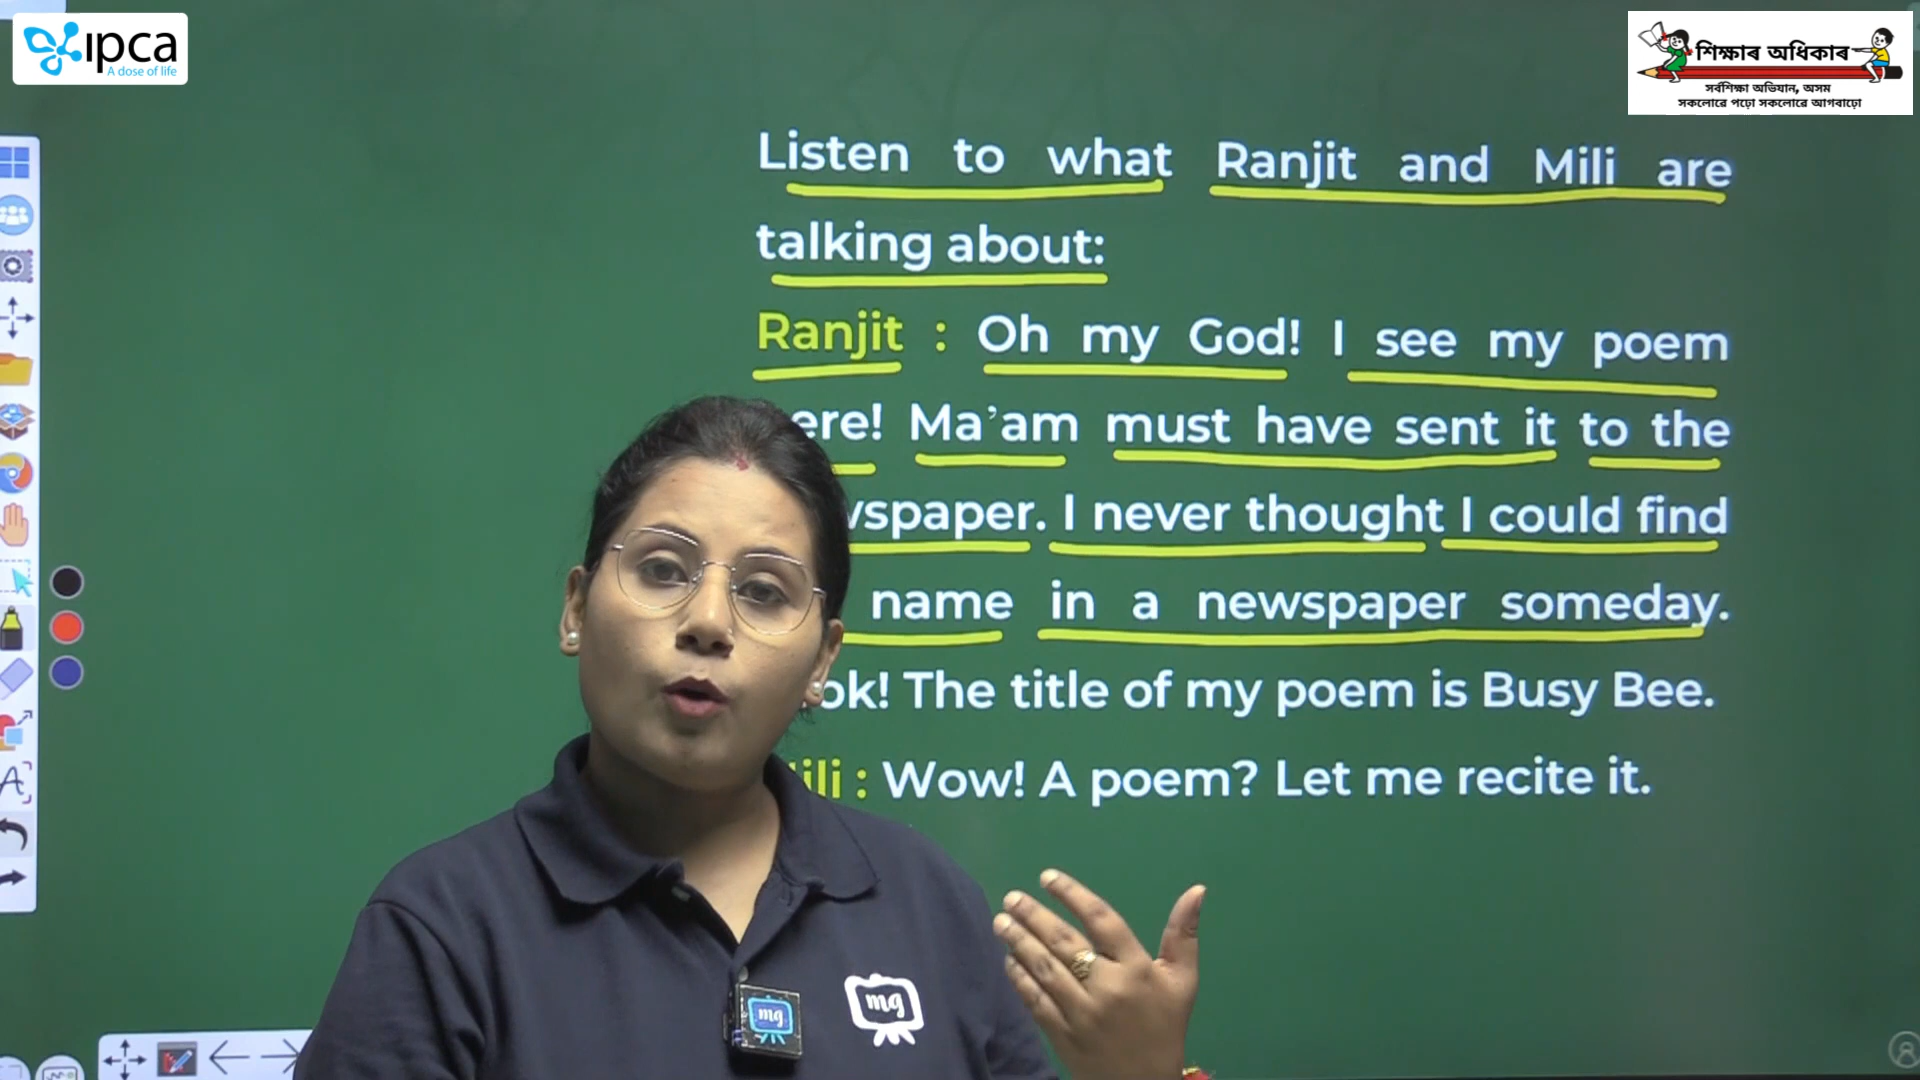 ipca
A dose of life
শিক্ষাৰ অধিকাৰ
সৰ্বশিক্ষা অভিযান, অসম
সকলোৱে পঢ়ো সকলোৱে আগবাঢ়ো
Listen to what Ranjit and Mili are
talking about:
Ranjit : Oh my God! I see my poem
ere! Ma'am must have sent it to the
wspaper. I never thought I could find
name in a newspaper someday.
ok! The title of my poem is Busy Bee.
ili : Wow! A poem? Let me recite it.
mg
mg